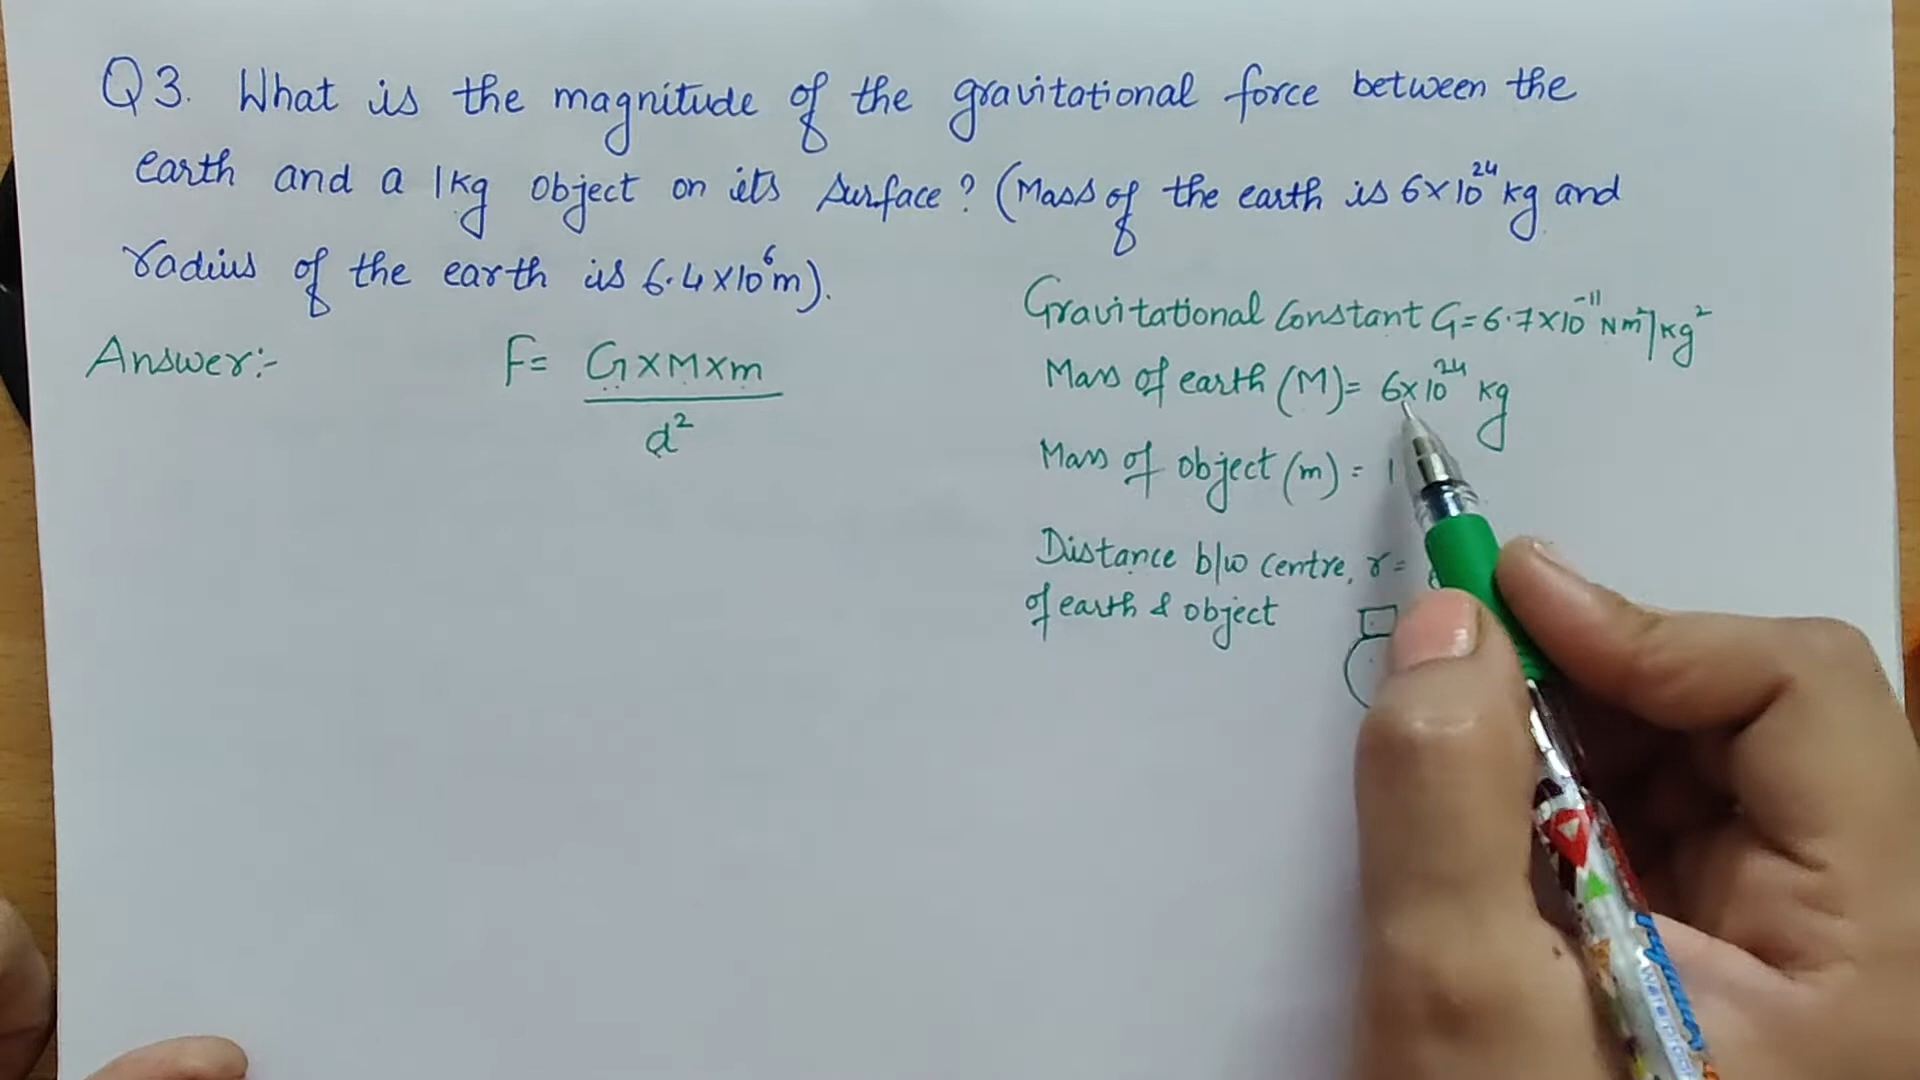 Q3. What is the magnitude of the gravitational force between the
earth and a 1kg object on its surface? (Mass of the earth is 6×10²⁴ kg and
radius of the earth is 6.4×10⁶m).
Gravitational Constant G=6.7×10⁻¹¹ Nm²/kg²
Answer:-
F= G×M×m
d²
Mass of earth (M)= 6×10²⁴ kg
Mass of object (m) = 1
Distance b/w centre, r=
of earth & object